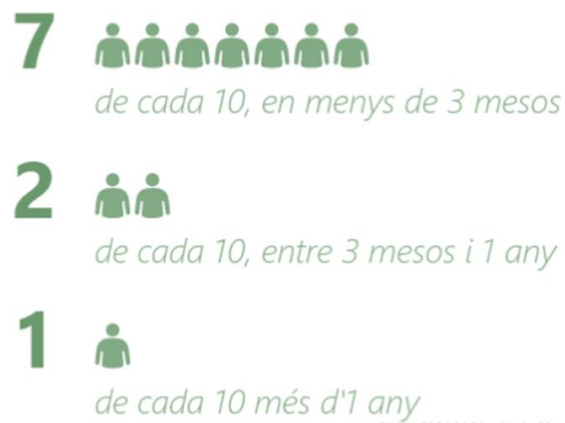 7
de cada 10, en menys de 3 mesos
2
de cada 10, entre 3 mesos i 1 any
1
de cada 10 més d'1 any